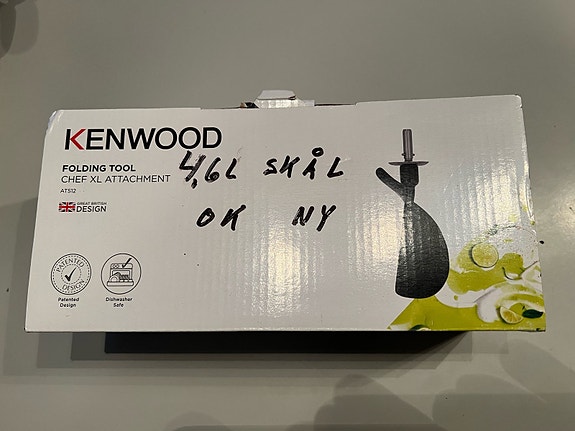 KENWOOD
FOLDING TOOL
CHEF XL ATTACHMENT
AT512
GREAT BRITISH
DESIGN
4,6L SKÅL
OK NY
PATENTED
DESIGN
Patented
Design
Dishwasher
Safe